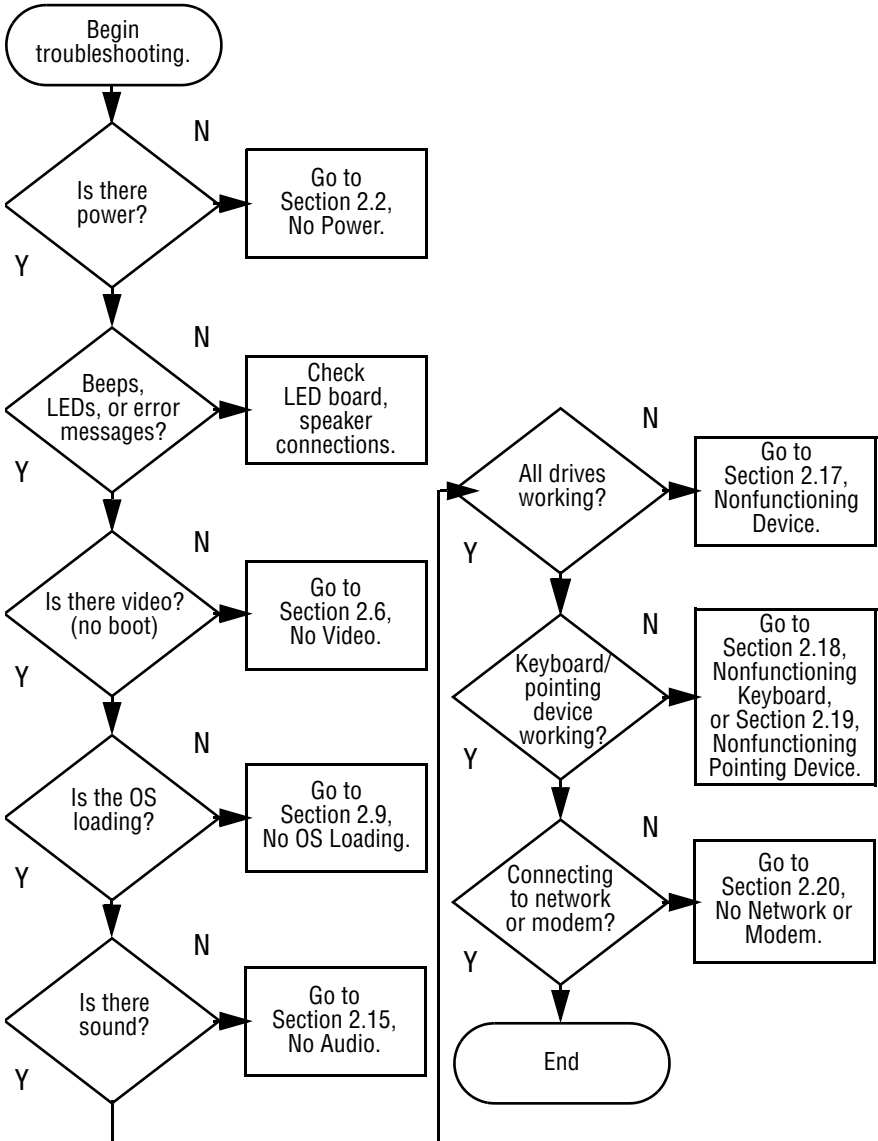 Begin
troubleshooting.
N
Is there
power?
Go to
Section 2.2,
No Power.
Y
N
Beeps,
LEDs, or error
messages?
Check
LED board,
speaker
connections.
Y
N
Is there video?
(no boot)
Go to
Section 2.6,
No Video.
Y
N
Is the OS
loading?
Go to
Section 2.9,
No OS Loading.
Y
N
Is there
sound?
Go to
Section 2.15,
No Audio.
Y
N
All drives
working?
Go to
Section 2.17,
Nonfunctioning
Device.
Y
N
Keyboard/
pointing
device
working?
Go to
Section 2.18,
Nonfunctioning
Keyboard,
or Section 2.19,
Nonfunctioning
Pointing Device.
Y
N
Connecting
to network
or modem?
Go to
Section 2.20,
No Network or
Modem.
Y
End